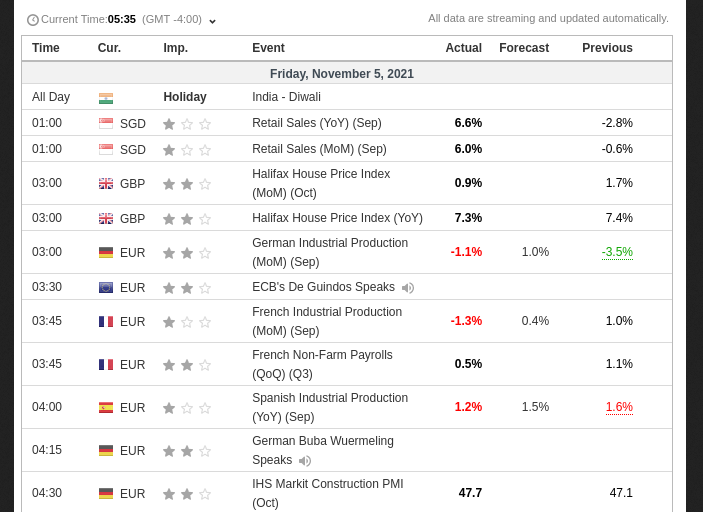 Current Time:05:35 (GMT -4:00) All data are streaming and updated automatically.
Time Cur. Imp. Event Actual Forecast Previous
Friday, November 5, 2021
All Day Holiday India - Diwali
01:00 SGD Retail Sales (YoY) (Sep) 6.6% -2.8%
01:00 SGD Retail Sales (MoM) (Sep) 6.0% -0.6%
03:00 GBP Halifax House Price Index 0.9% 1.7%
(MoM) (Oct)
03:00 GBP Halifax House Price Index (YoY) 7.3% 7.4%
03:00 EUR German Industrial Production -1.1% 1.0% -3.5%
(MoM) (Sep)
03:30 EUR ECB's De Guindos Speaks
03:45 EUR French Industrial Production -1.3% 0.4% 1.0%
(MoM) (Sep)
03:45 EUR French Non-Farm Payrolls 0.5% 1.1%
(QoQ) (Q3)
04:00 EUR Spanish Industrial Production 1.2% 1.5% 1.6%
(YoY) (Sep)
04:15 EUR German Buba Wuermeling
Speaks
04:30 EUR IHS Markit Construction PMI 47.7 47.1
(Oct)